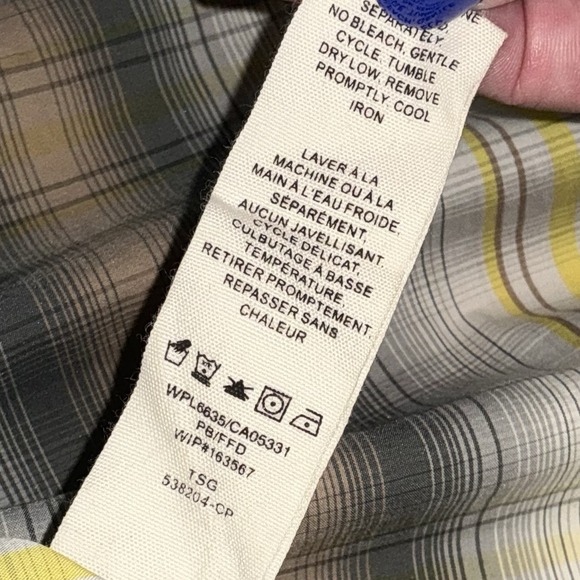 SEPARATELY.
NO BLEACH, GENTLE
CYCLE, TUMBLE
DRY LOW, REMOVE
PROMPTLY COOL
IRON
LAVER À LA
MACHINE OU À LA
MAIN À L'EAU FROIDE.
SÉPARÉMENT,
AUCUN JAVELLISANT.
CYCLE DÉLICAT,
CULBUTAGE À BASSE
TEMPÉRATURE,
RETIRER PROMPTEMENT.
REPASSER SANS
CHALEUR
WPL6635/CA05331
PB/FFD
WIP#163567
TSG
538204-CP